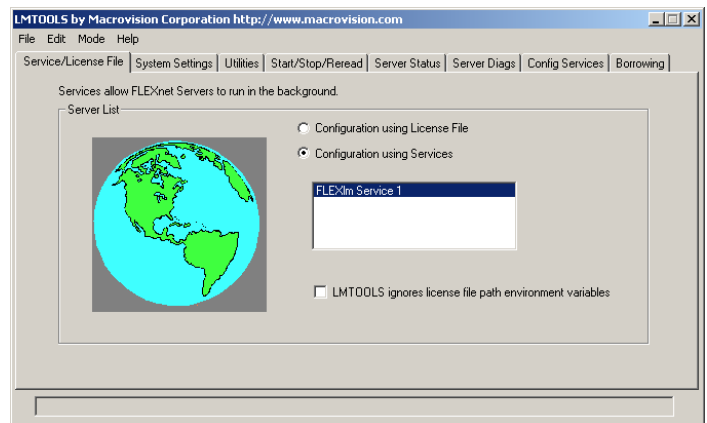 LMTOOLS by Macrovision Corporation http://www.macrovision.com
File Edit Mode Help
Service/License File System Settings Utilities Start/Stop/Reread Server Status Server Diags Config Services Borrowing
Services allow FLEXnet Servers to run in the background.
Server List
Configuration using License File
Configuration using Services
FLEXlm Service 1
LMTOOLS ignores license file path environment variables